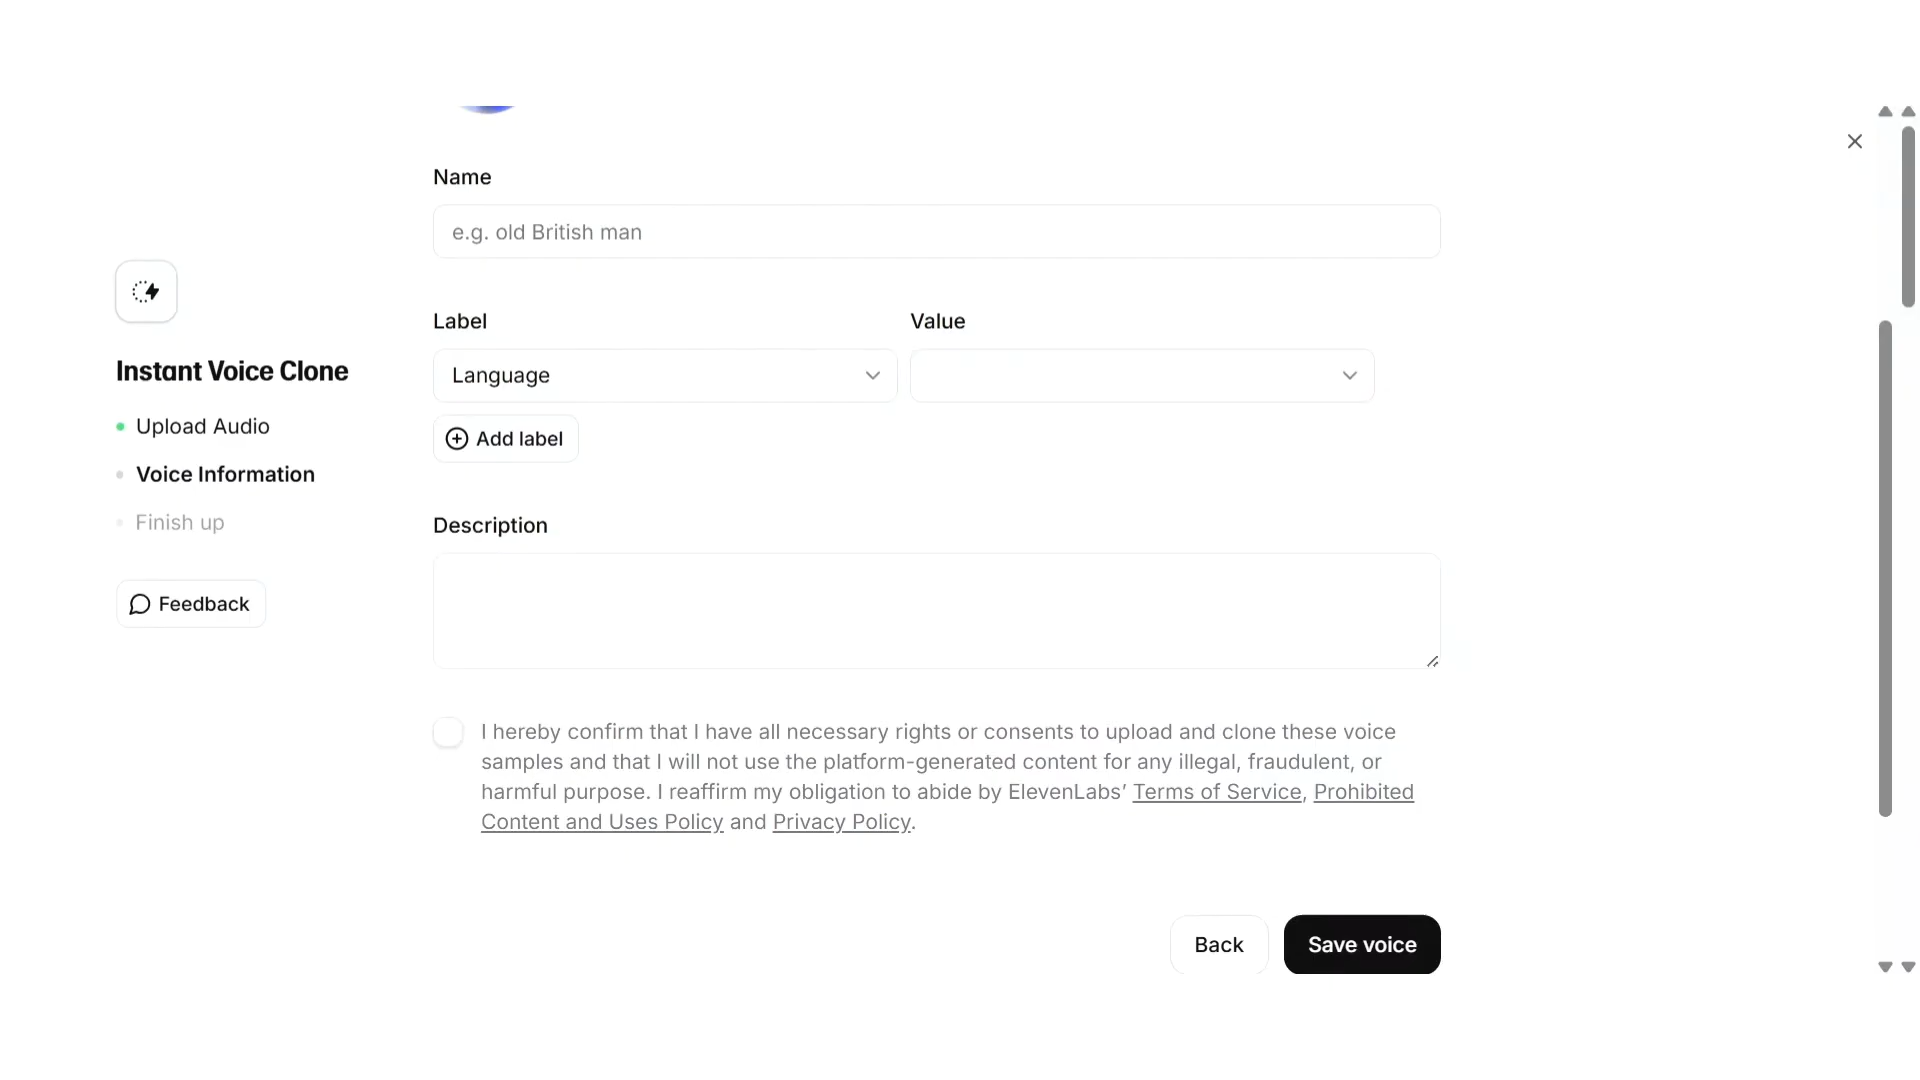 Instant Voice Clone
Upload Audio
Voice Information
Finish up
Feedback
Name
e.g. old British man
Label
Value
Language
Add label
Description
I hereby confirm that I have all necessary rights or consents to upload and clone these voice
samples and that I will not use the platform-generated content for any illegal, fraudulent, or
harmful purpose. I reaffirm my obligation to abide by ElevenLabs’ Terms of Service, Prohibited
Content and Uses Policy and Privacy Policy.
Back
Save voice